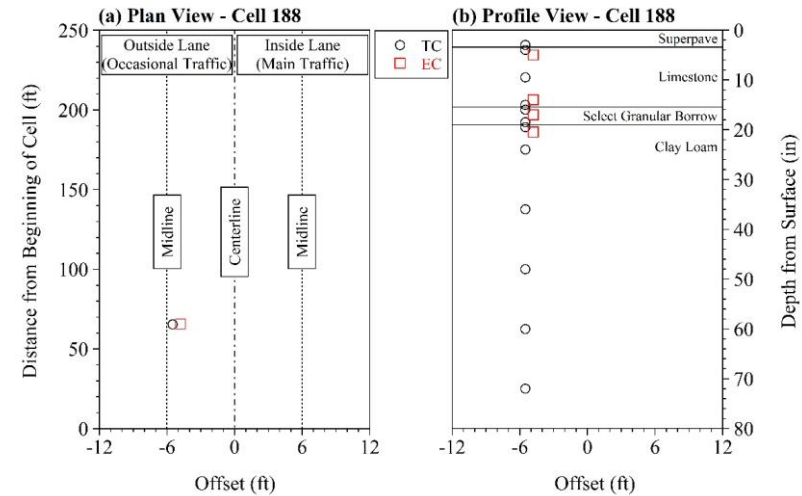 (a) Plan View - Cell 188
250
200
150
100
50
0
-12
-6
0
6
12
Distance from Beginning of Cell (ft)
Offset (ft)
Outside Lane
(Occasional Traffic)
Inside Lane
(Main Traffic)
Midline
Centerline
Midline
TC
EC
(b) Profile View - Cell 188
Superpave
Limestone
Select Granular Borrow
Clay Loam
0
10
20
30
40
50
60
70
80
-12
-6
0
6
12
Depth from Surface (in)
Offset (ft)